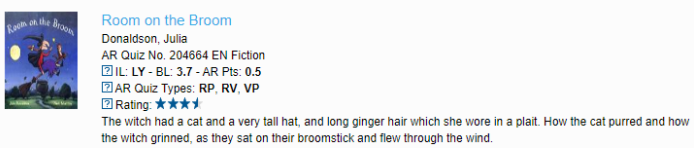 Room on the Broom
Room on the Broom
Donaldson, Julia
AR Quiz No. 204664 EN Fiction
? IL: LY - BL: 3.7 - AR Pts: 0.5
? AR Quiz Types: RP, RV, VP
? Rating:
The witch had a cat and a very tall hat, and long ginger hair which she wore in a plait. How the cat purred and how
the witch grinned, as they sat on their broomstick and flew through the wind.